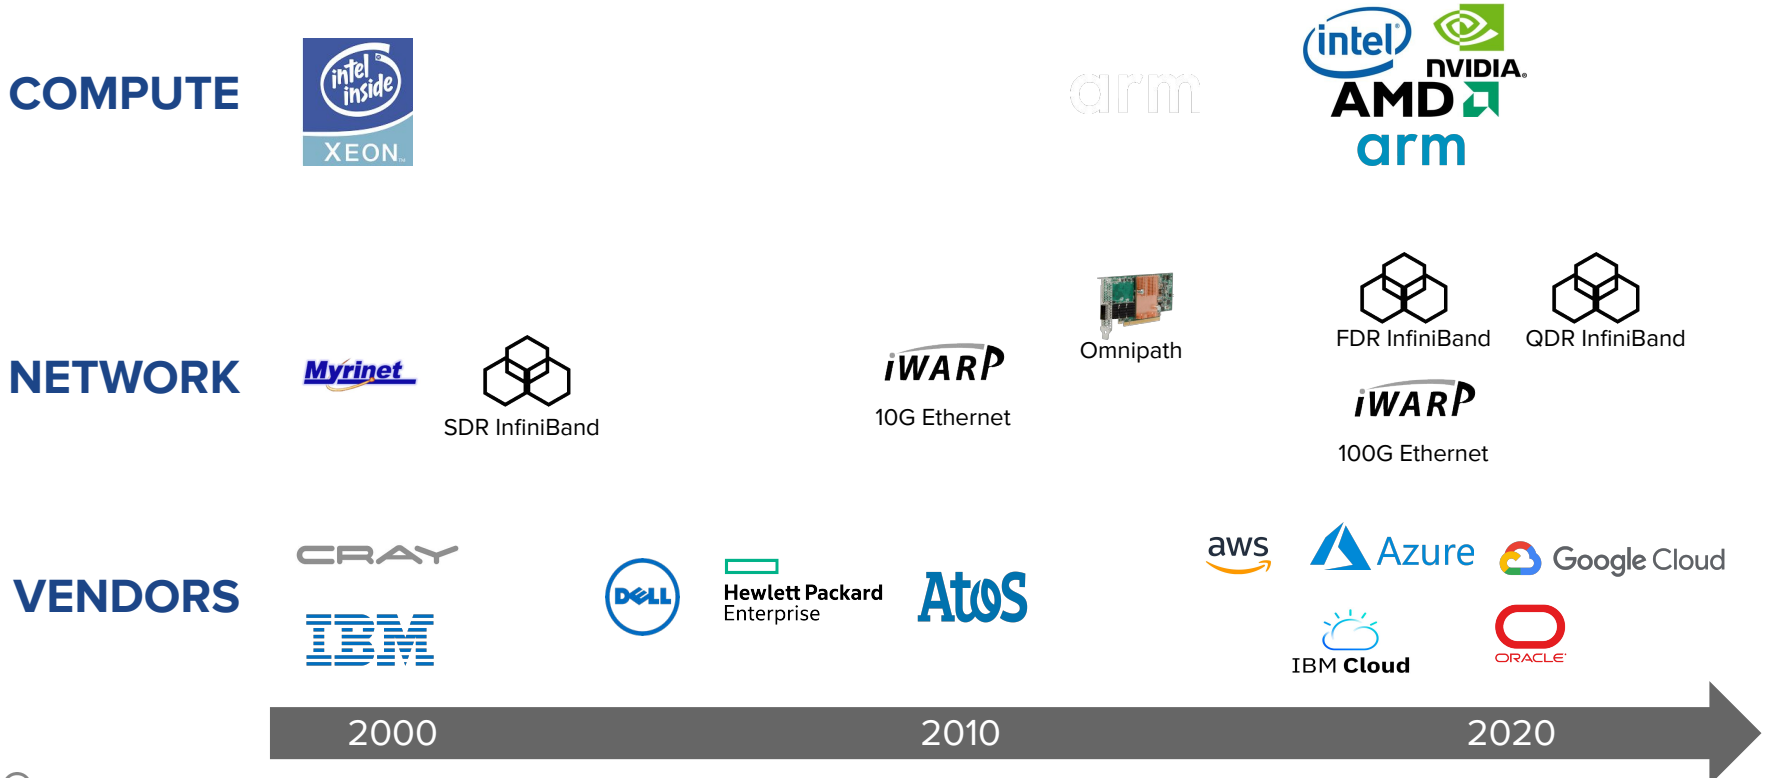 COMPUTE
intel
inside
XEON™
arm
intel®
NVIDIA®
AMD
arm
NETWORK
Myrinet
SDR InfiniBand
iWARP
10G Ethernet
Omnipath
FDR InfiniBand
QDR InfiniBand
iWARP
100G Ethernet
VENDORS
CRAY
IBM
DELL
Hewlett Packard
Enterprise
Atos
aws
Azure
Google Cloud
IBM Cloud
ORACLE
2000
2010
2020